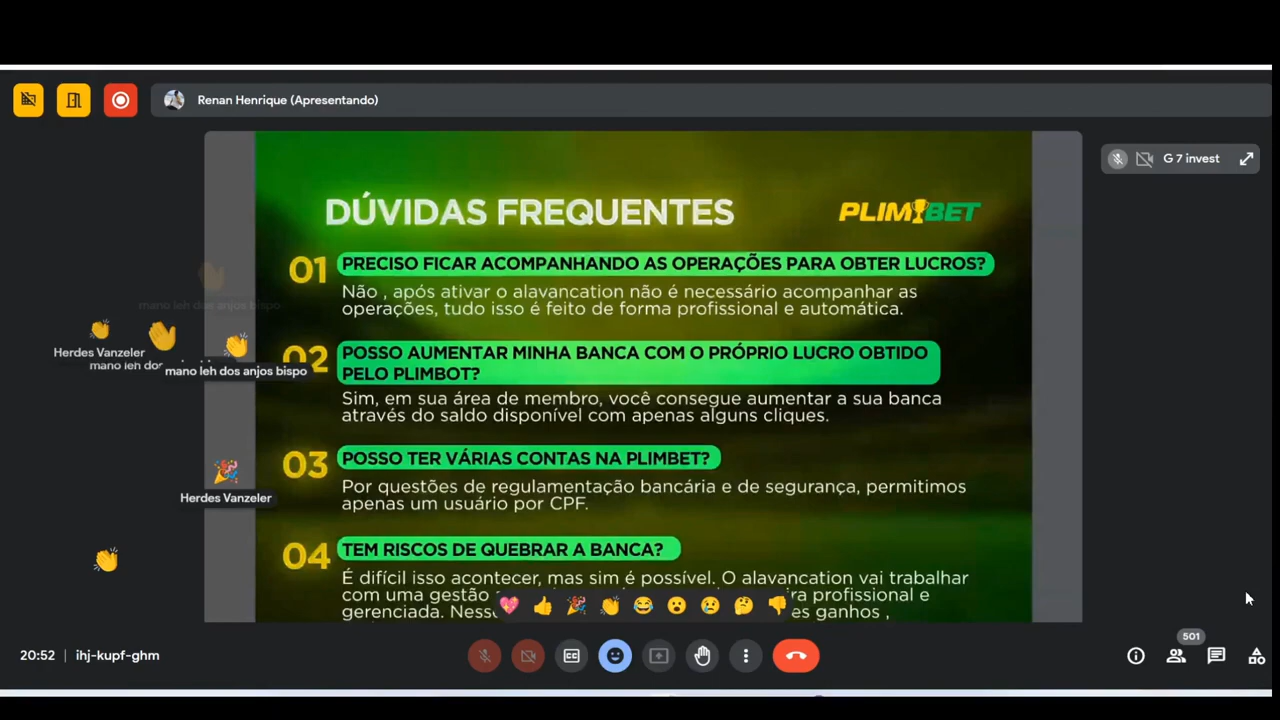 Renan Henrique (Apresentando)
G 7 invest
DÚVIDAS FREQUENTES
PLIMBET
01 PRECISO FICAR ACOMPANHANDO AS OPERAÇÕES PARA OBTER LUCROS?
Não , após ativar o alavancation não é necessário acompanhar as
operações, tudo isso é feito de forma profissional e automática.
02 POSSO AUMENTAR MINHA BANCA COM O PRÓPRIO LUCRO OBTIDO
PELO PLIMBOT?
Sim, em sua área de membro, você consegue aumentar a sua banca
através do saldo disponível com apenas alguns cliques.
03 POSSO TER VÁRIAS CONTAS NA PLIMBET?
Por questões de regulamentação bancária e de segurança, permitimos
apenas um usuário por CPF.
04 TEM RISCOS DE QUEBRAR A BANCA?
É difícil isso acontecer, mas sim é possível. O alavancation vai trabalhar
com uma gestão profissional e
gerenciada. ganhos ,
mano leh dos anjos bispo
Herdes Vanzeler
mano leh dos anjos bispo
Herdes Vanzeler
20:52 | ihj-kupf-ghm
501